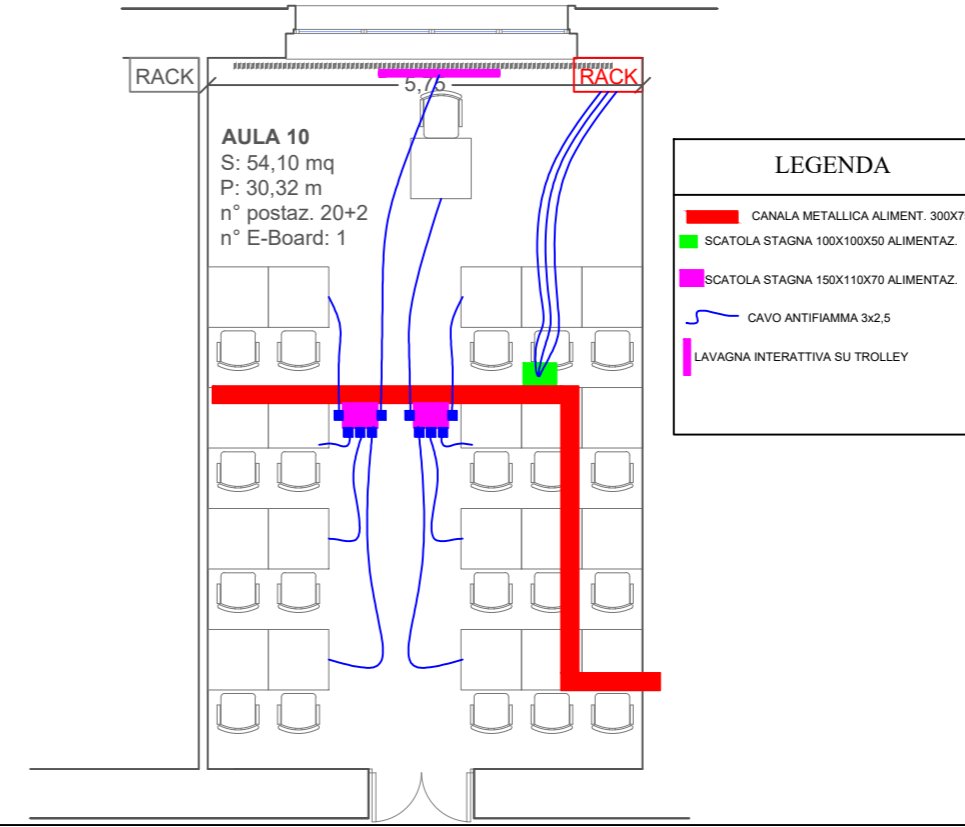 RACK
RACK
5,75
AULA 10
S: 54,10 mq
P: 30,32 m
n° postaz. 20+2
n° E-Board: 1
LEGENDA
CANALA METALLICA ALIMENT. 300X7
SCATOLA STAGNA 100X100X50 ALIMENTAZ.
SCATOLA STAGNA 150X110X70 ALIMENTAZ.
CAVO ANTIFIAMMA 3x2,5
LAVAGNA INTERATTIVA SU TROLLEY